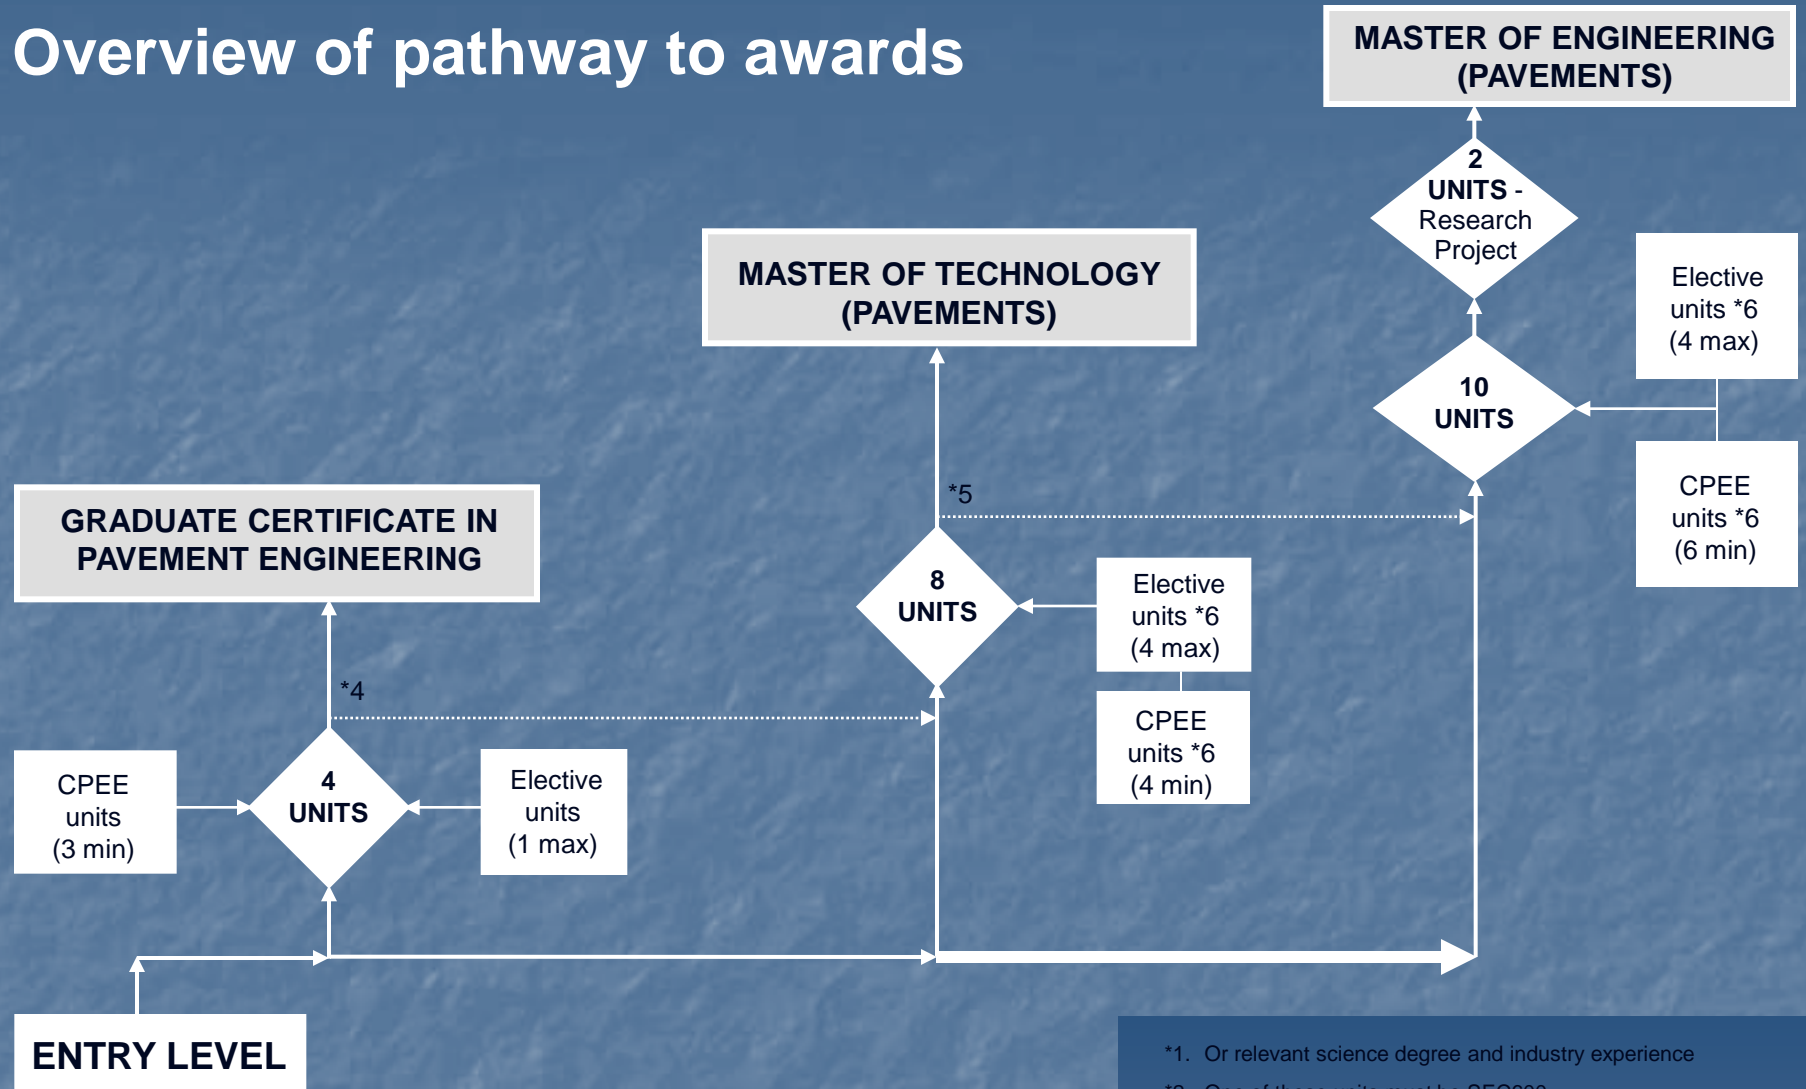 Overview of pathway to awards
MASTER OF ENGINEERING
(PAVEMENTS)
2
UNITS -
Research
Project
Elective
units *6
(4 max)
10
UNITS
CPEE
units *6
(6 min)
MASTER OF TECHNOLOGY
(PAVEMENTS)
*5
8
UNITS
Elective
units *6
(4 max)
CPEE
units *6
(4 min)
GRADUATE CERTIFICATE IN
PAVEMENT ENGINEERING
*4
CPEE
units
(3 min)
4
UNITS
Elective
units
(1 max)
ENTRY LEVEL
*1. Or relevant science degree and industry experience